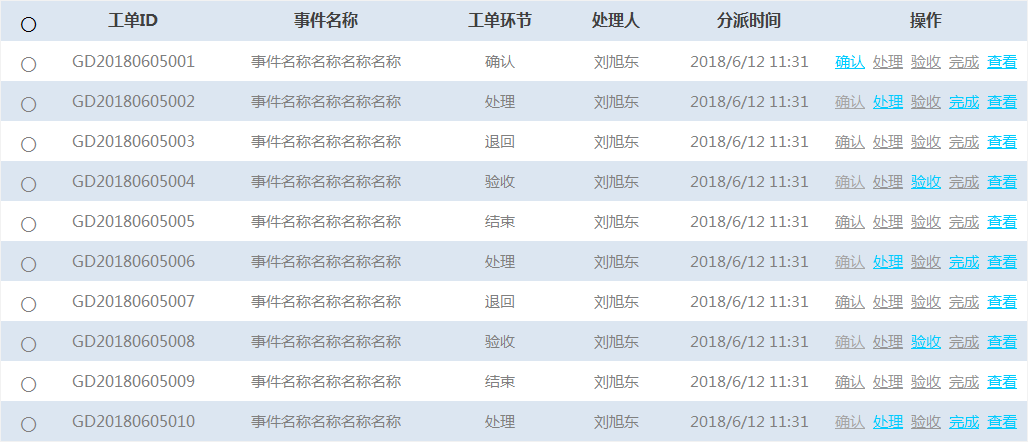 工单ID 事件名称 工单环节 处理人 分派时间 操作
GD20180605001 事件名称名称名称名称 确认 刘旭东 2018/6/12 11:31 确认 处理 验收 完成 查看
GD20180605002 事件名称名称名称名称 处理 刘旭东 2018/6/12 11:31 确认 处理 验收 完成 查看
GD20180605003 事件名称名称名称名称 退回 刘旭东 2018/6/12 11:31 确认 处理 验收 完成 查看
GD20180605004 事件名称名称名称名称 验收 刘旭东 2018/6/12 11:31 确认 处理 验收 完成 查看
GD20180605005 事件名称名称名称名称 结束 刘旭东 2018/6/12 11:31 确认 处理 验收 完成 查看
GD20180605006 事件名称名称名称名称 处理 刘旭东 2018/6/12 11:31 确认 处理 验收 完成 查看
GD20180605007 事件名称名称名称名称 退回 刘旭东 2018/6/12 11:31 确认 处理 验收 完成 查看
GD20180605008 事件名称名称名称名称 验收 刘旭东 2018/6/12 11:31 确认 处理 验收 完成 查看
GD20180605009 事件名称名称名称名称 结束 刘旭东 2018/6/12 11:31 确认 处理 验收 完成 查看
GD20180605010 事件名称名称名称名称 处理 刘旭东 2018/6/12 11:31 确认 处理 验收 完成 查看